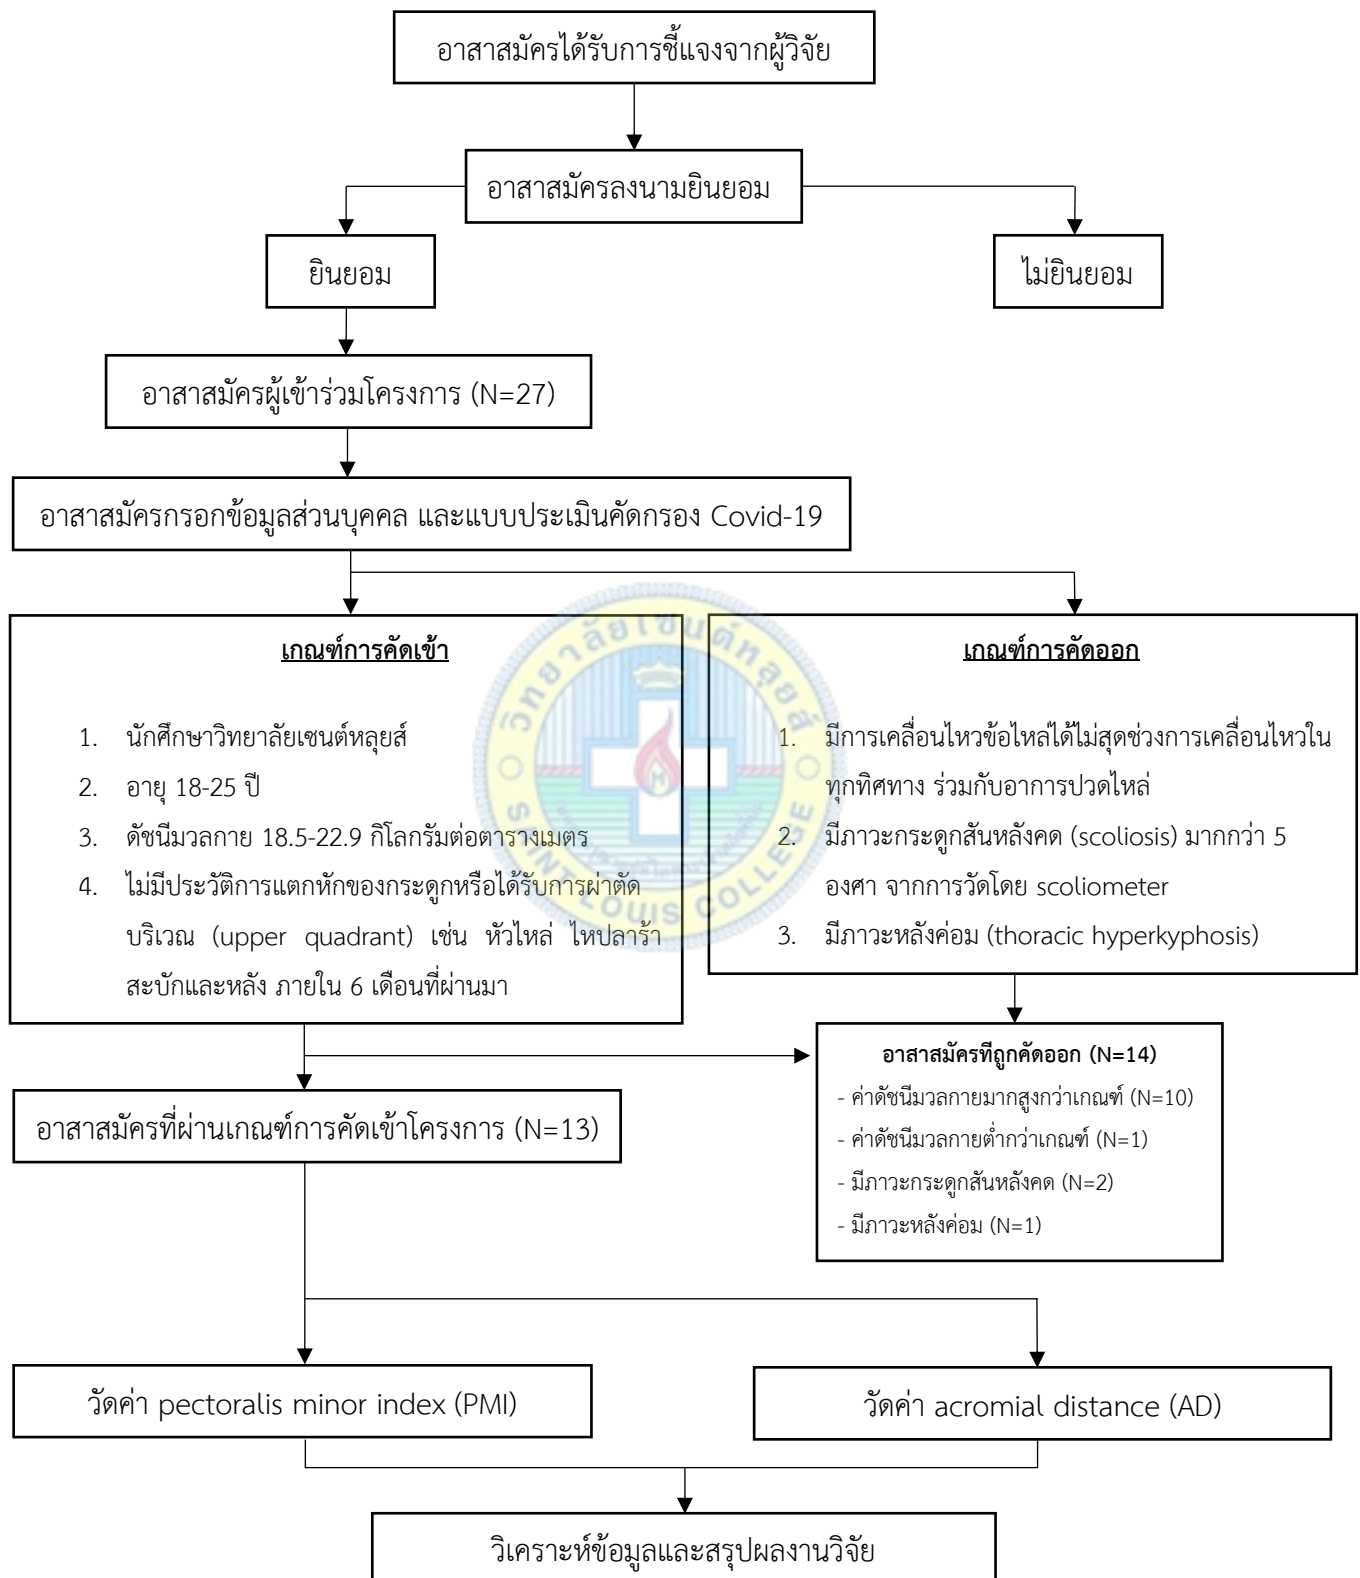 อาสาสมัครได้รับการชี้แจงจากผู้วิจัย
อาสาสมัครลงนามยินยอม
ยินยอม
ไม่ยินยอม
อาสาสมัครผู้เข้าร่วมโครงการ (N=27)
อาสาสมัครกรอกข้อมูลส่วนบุคคล และแบบประเมินคัดกรอง Covid-19
เกณฑ์การคัดเข้า
1. นักศึกษาวิทยาลัยเซนต์หลุยส์
2. อายุ 18-25 ปี
3. ดัชนีมวลกาย 18.5-22.9 กิโลกรัมต่อตารางเมตร
4. ไม่มีประวัติการแตกหักของกระดูกหรือได้รับการผ่าตัด
บริเวณ (upper quadrant) เช่น หัวไหล่ ไหปลาร้า
สะบักและหลัง ภายใน 6 เดือนที่ผ่านมา
เกณฑ์การคัดออก
1. มีการเคลื่อนไหวข้อไหล่ได้ไม่สุดช่วงการเคลื่อนไหวใน
ทุกทิศทาง ร่วมกับอาการปวดไหล่
2. มีภาวะกระดูกสันหลังคด (scoliosis) มากกว่า 5
องศา จากการวัดโดย scoliometer
3. มีภาวะหลังค่อม (thoracic hyperkyphosis)
วิทยาลัยเซนต์หลุยส์
SAINT LOUIS COLLEGE
M
อาสาสมัครทีถูกคัดออก (N=14)
- ค่าดัชนีมวลกายมากสูงกว่าเกณฑ์ (N=10)
- ค่าดัชนีมวลกายต่ำกว่าเกณฑ์ (N=1)
- มีภาวะกระดูกสันหลังคด (N=2)
- มีภาวะหลังค่อม (N=1)
อาสาสมัครที่ผ่านเกณฑ์การคัดเข้าโครงการ (N=13)
วัดค่า pectoralis minor index (PMI)
วัดค่า acromial distance (AD)
วิเคราะห์ข้อมูลและสรุปผลงานวิจัย